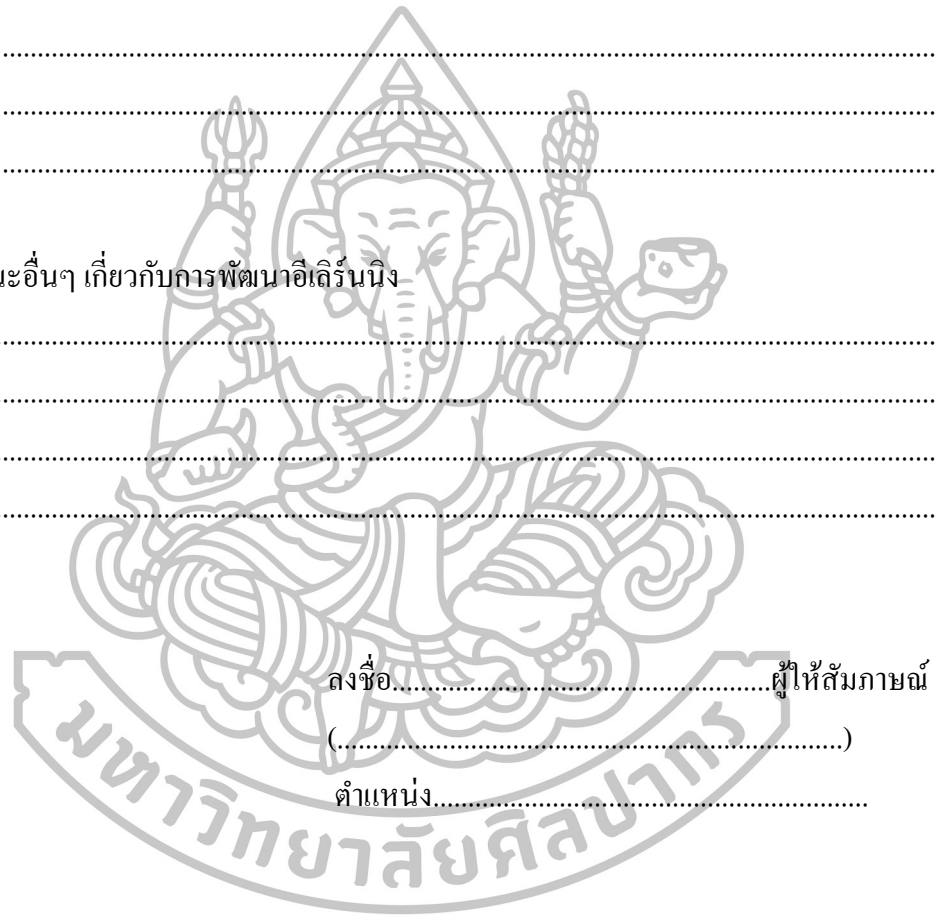 ............................................................
............................................................
............................................................
นะอื่นๆ เกี่ยวกับการพัฒนาอีเลิร์นนิง
............................................................
............................................................
............................................................
............................................................
ลงชื่อ......................................................ผู้ให้สัมภาษณ์
(........................................................................)
ตำแหน่ง..............................................................
มหาวิทยาลัยศิลปากร